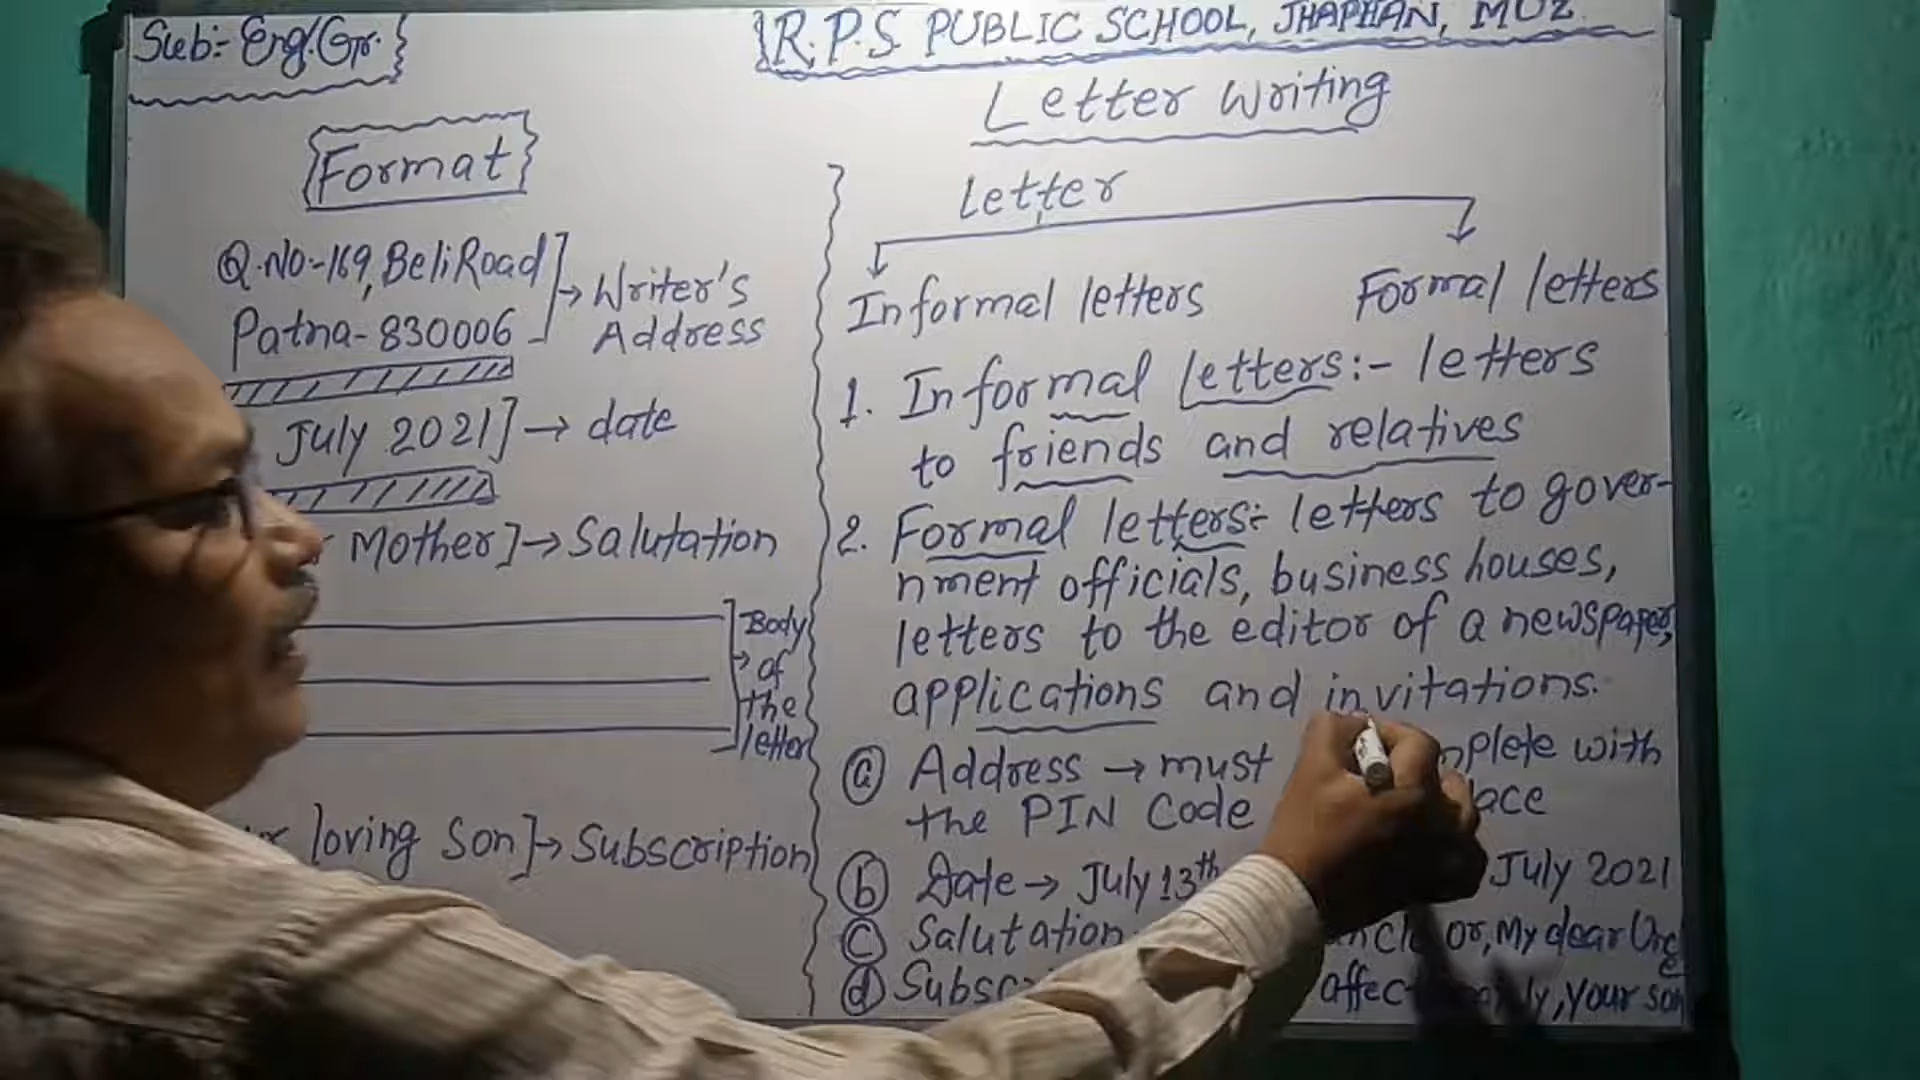 Sub:- Eng. Gr.
R.P.S. PUBLIC SCHOOL, JHAPHAN, MUZ.
Letter Writing
Format
Q.No:-169, Beli Road
Patna-830006
Writer's
Address
July 2021
date
Mother
Salutation
Body
of
the
letter
loving Son
Subscription
Letter
Informal letters
Formal letters
1. Informal letters:- letters
to friends and relatives
2. Formal letters:- letters to gover-
nment officials, business houses,
letters to the editor of a newspaper,
applications and invitations.
(a) Address → must with
the PIN Code
(b) Date → July 13th July 2021
(c) Salutation or, My dear
(d) your son